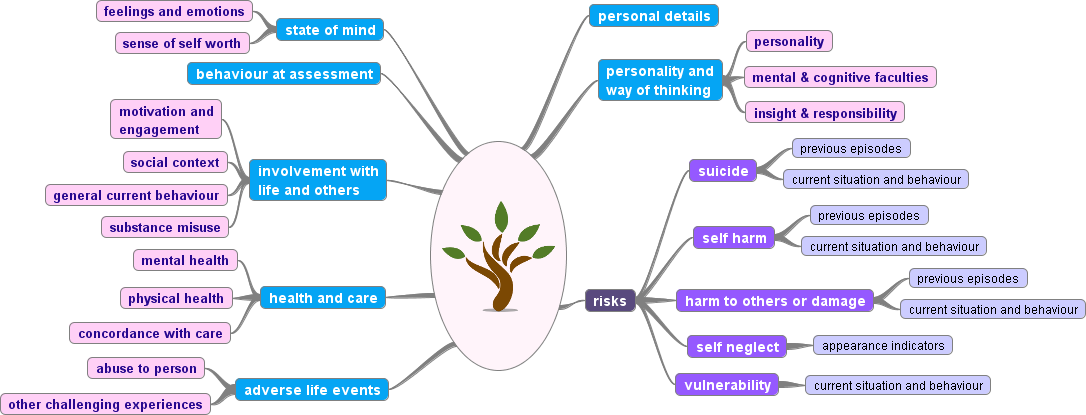 feelings and emotions
state of mind
sense of self worth
behaviour at assessment
motivation and
engagement
social context
general current behaviour
substance misuse
involvement with
life and others
mental health
physical health
concordance with care
health and care
abuse to person
other challenging experiences
adverse life events
personal details
personality and
way of thinking
personality
mental & cognitive faculties
insight & responsibility
risks
suicide
previous episodes
current situation and behaviour
self harm
previous episodes
current situation and behaviour
harm to others or damage
previous episodes
current situation and behaviour
self neglect
appearance indicators
vulnerability
current situation and behaviour